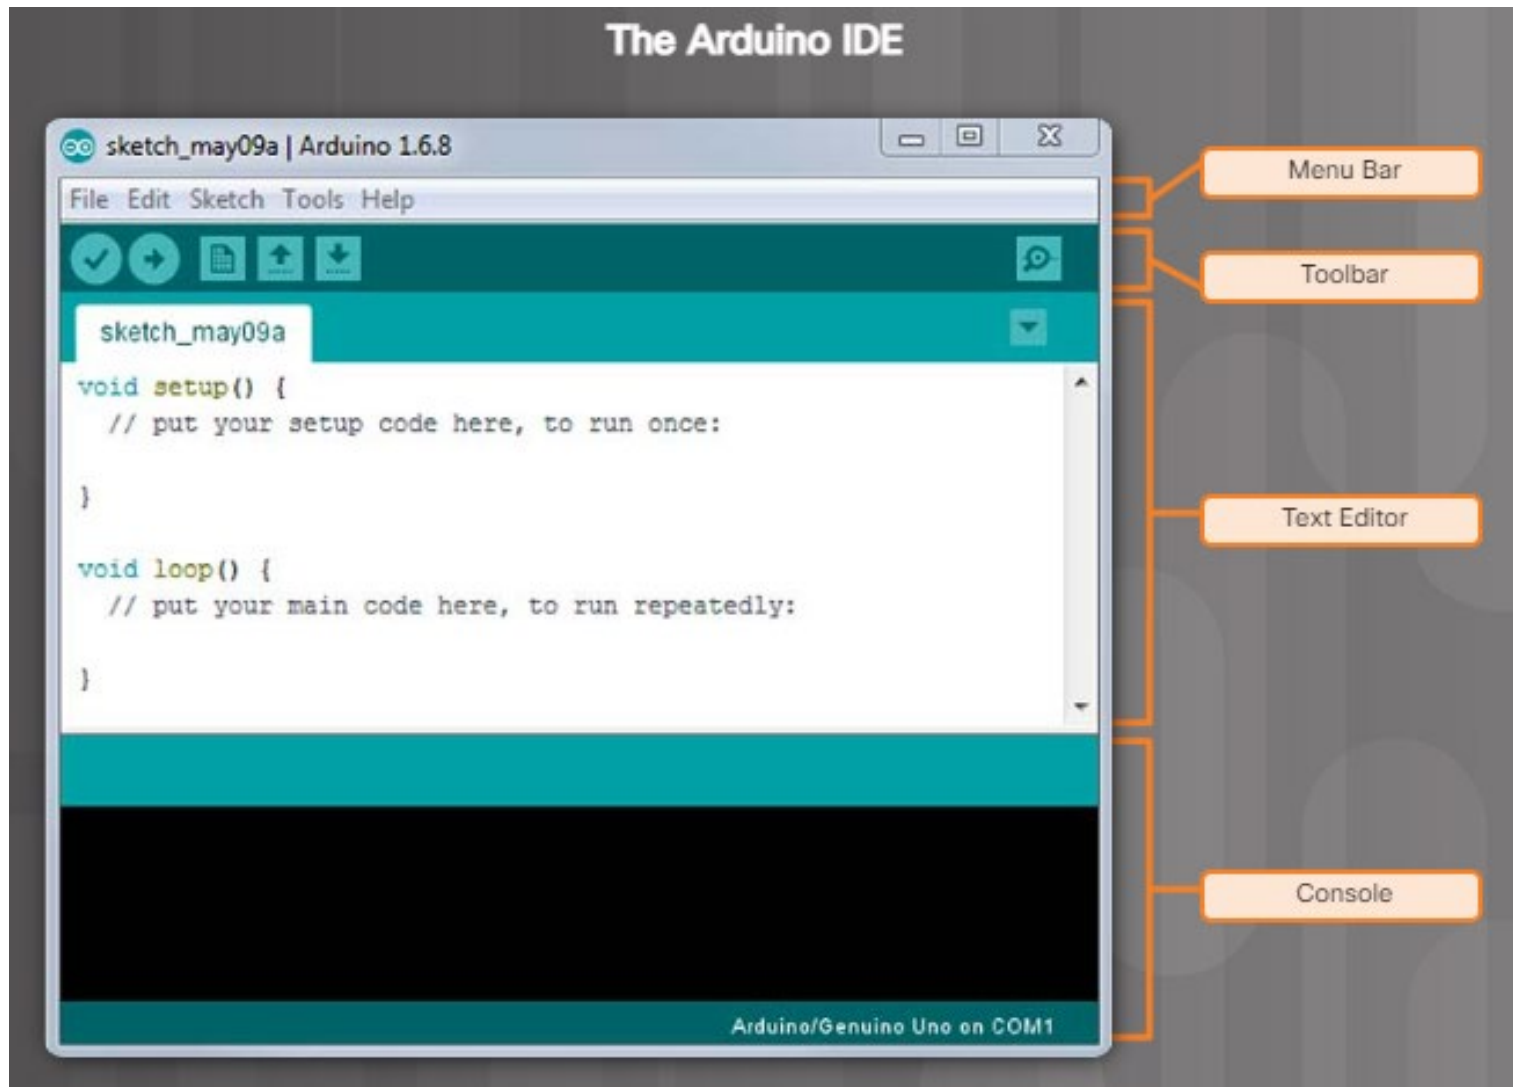 The Arduino IDE
sketch_may09a | Arduino 1.6.8
File Edit Sketch Tools Help
Menu Bar
Toolbar
sketch_may09a
void setup() {
// put your setup code here, to run once:
}
Text Editor
void loop() {
// put your main code here, to run repeatedly:
}
Console
Arduino/Genuino Uno on COM1